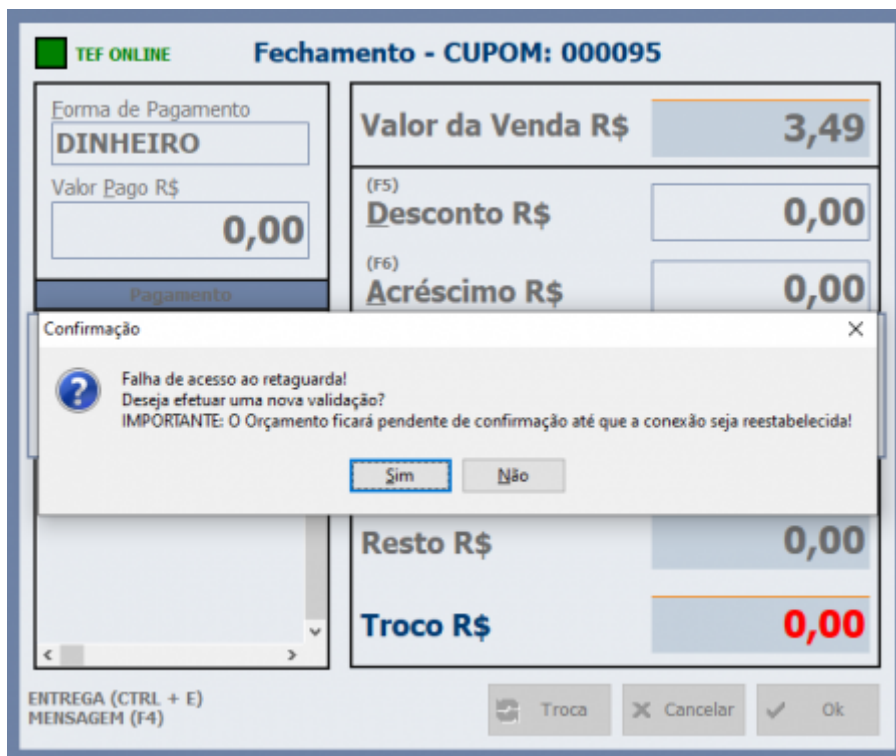 TEF ONLINE
Fechamento - CUPOM: 000095
Forma de Pagamento
DINHEIRO
Valor Pago R$
0,00
Pagamento
Valor da Venda R$ 3,49
(F5)
Desconto R$ 0,00
(F6)
Acréscimo R$ 0,00
Confirmação
Falha de acesso ao retaguarda!
Deseja efetuar uma nova validação?
IMPORTANTE: O Orçamento ficará pendente de confirmação até que a conexão seja reestabelecida!
Sim Não
Resto R$ 0,00
Troco R$ 0,00
ENTREGA (CTRL + E)
MENSAGEM (F4)
Troca Cancelar Ok